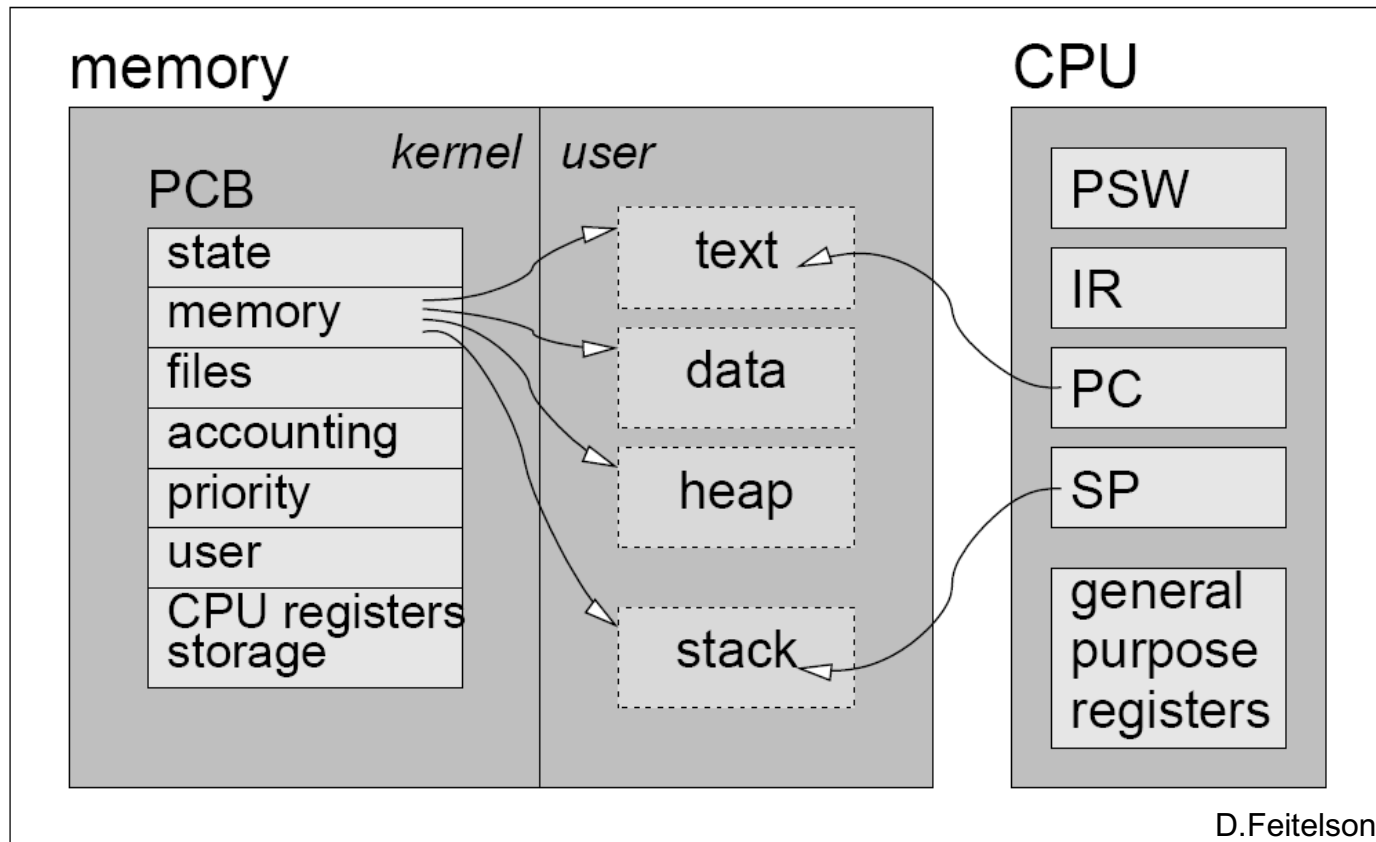 memory
kernel
user
PCB
state
memory
files
accounting
priority
user
CPU registers
storage
text
data
heap
stack
CPU
PSW
IR
PC
SP
general
purpose
registers
D.Feitelson